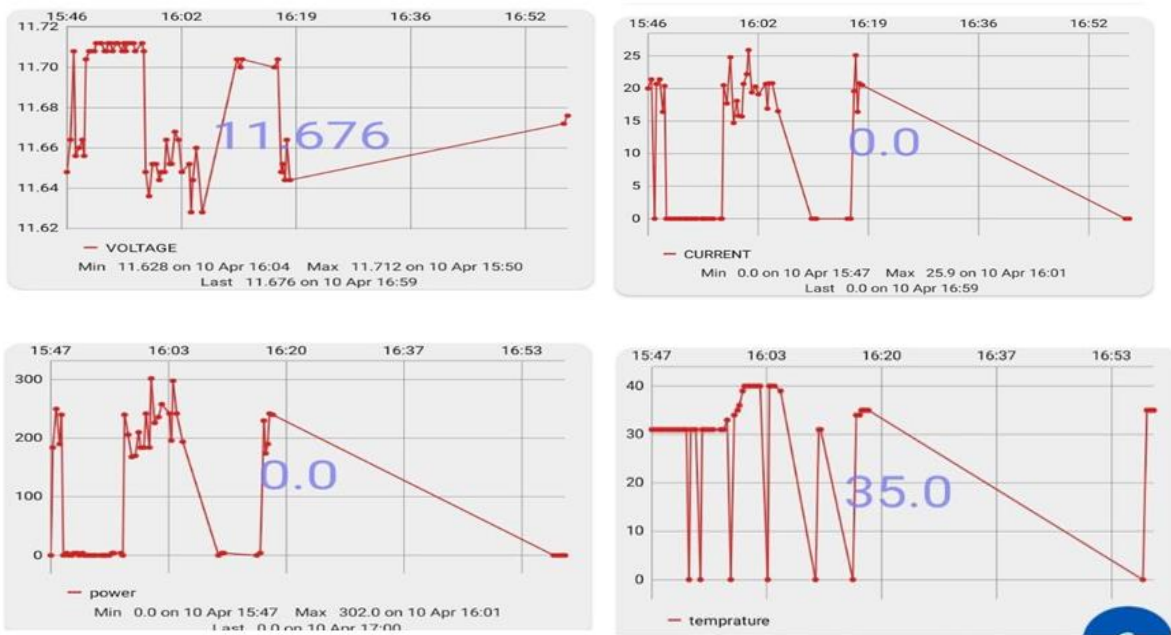 15:46 16:02 16:19 16:36 16:52
11.72
11.70
11.68
11.66
11.64
11.62
11.676
VOLTAGE
Min 11.628 on 10 Apr 16:04 Max 11.712 on 10 Apr 15:50
Last 11.676 on 10 Apr 16:59
15:46 16:02 16:19 16:36 16:52
25
20
15
10
5
0
0.0
CURRENT
Min 0.0 on 10 Apr 15:47 Max 25.9 on 10 Apr 16:01
Last 0.0 on 10 Apr 16:59
15:47 16:03 16:20 16:37 16:53
300
200
100
0
0.0
power
Min 0.0 on 10 Apr 15:47 Max 302.0 on 10 Apr 16:01
Last 0.0 on 10 Apr 17:00
15:47 16:03 16:20 16:37 16:53
40
30
20
10
0
35.0
temprature